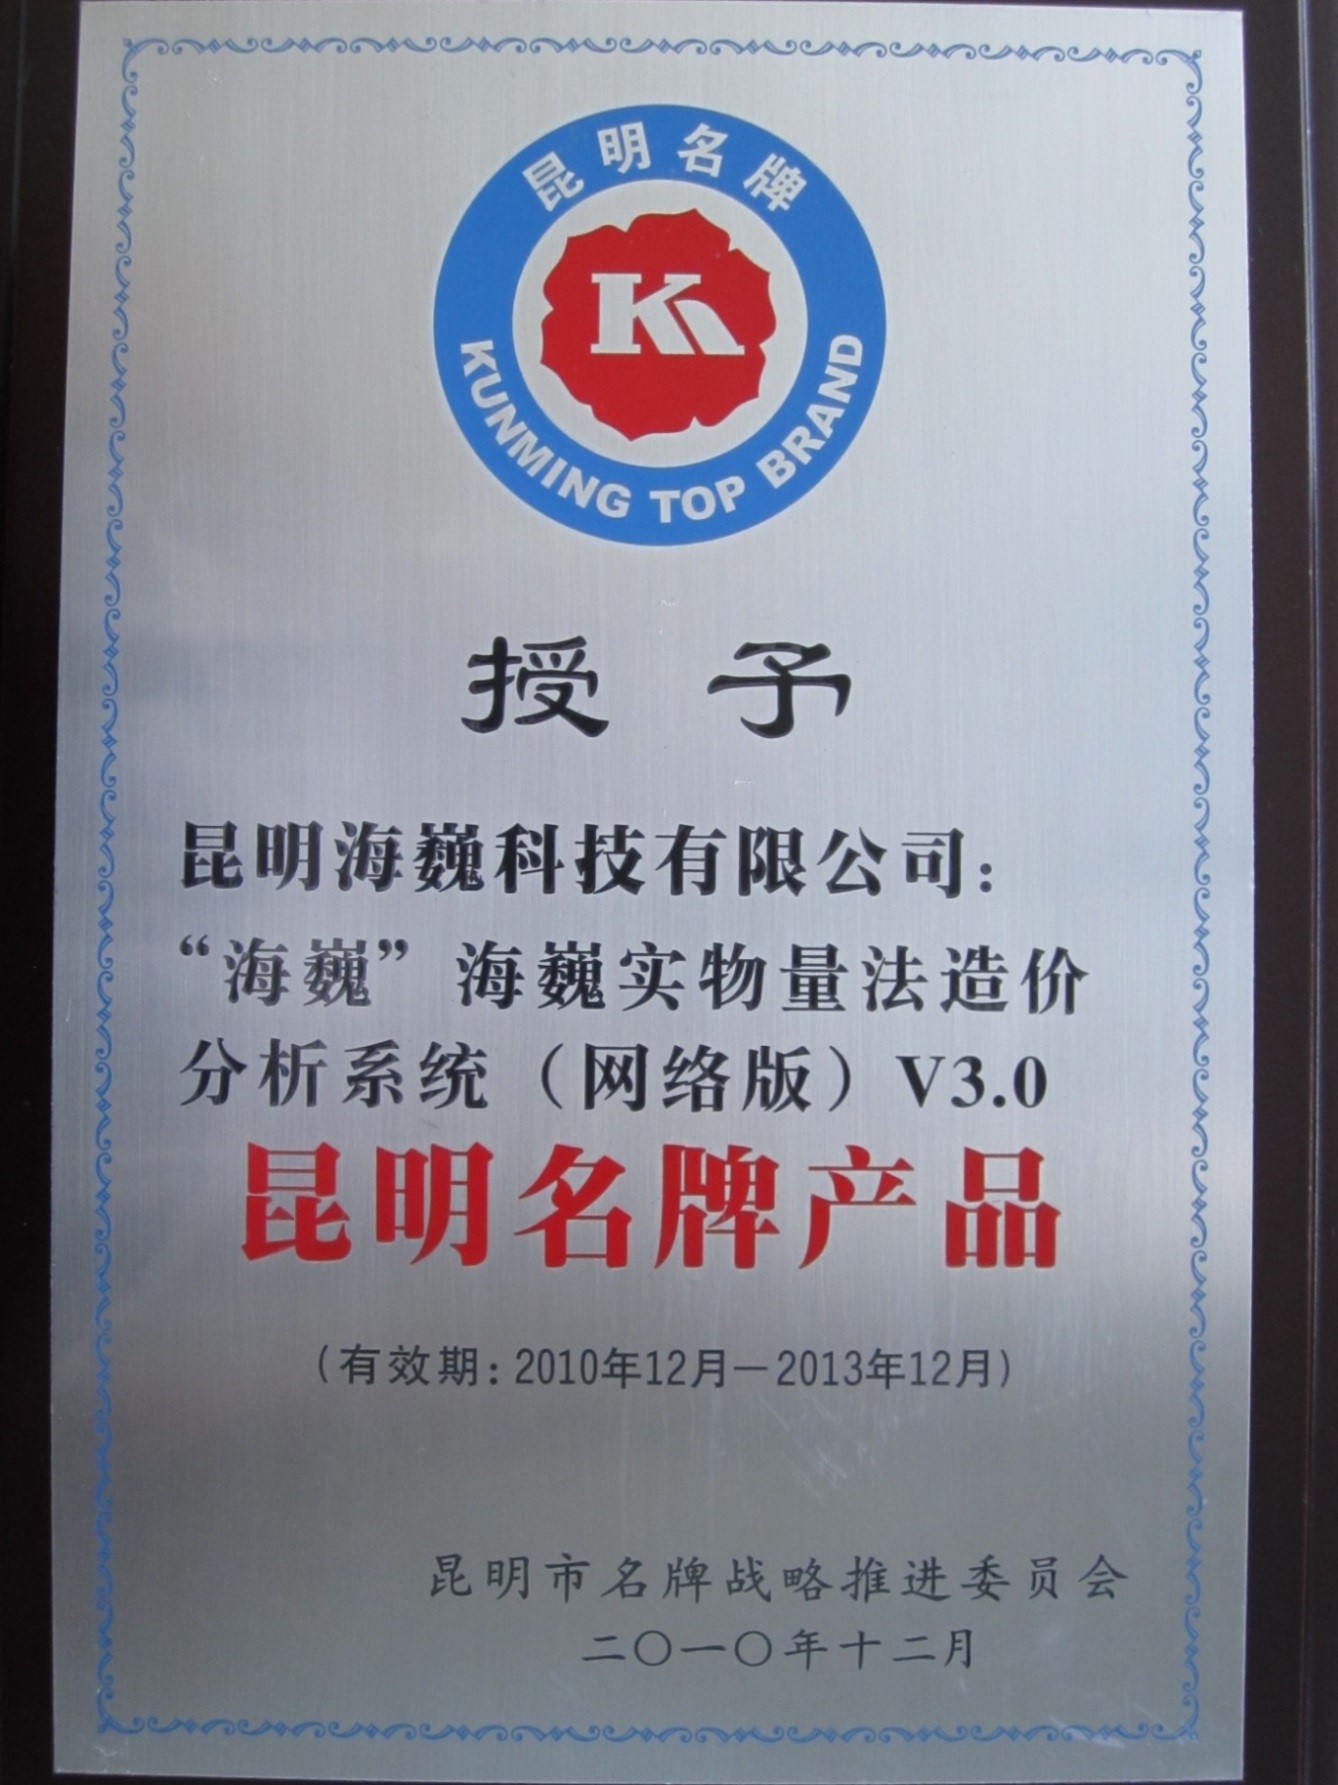 昆明名牌
KUNMING TOP BRAND
授予
昆明海巍科技有限公司：
“海巍”海巍实物量法造价
分析系统（网络版）V3.0
昆明名牌产品
（有效期：2010年12月—2013年12月）
昆明市名牌战略推进委员会
二〇一〇年十二月